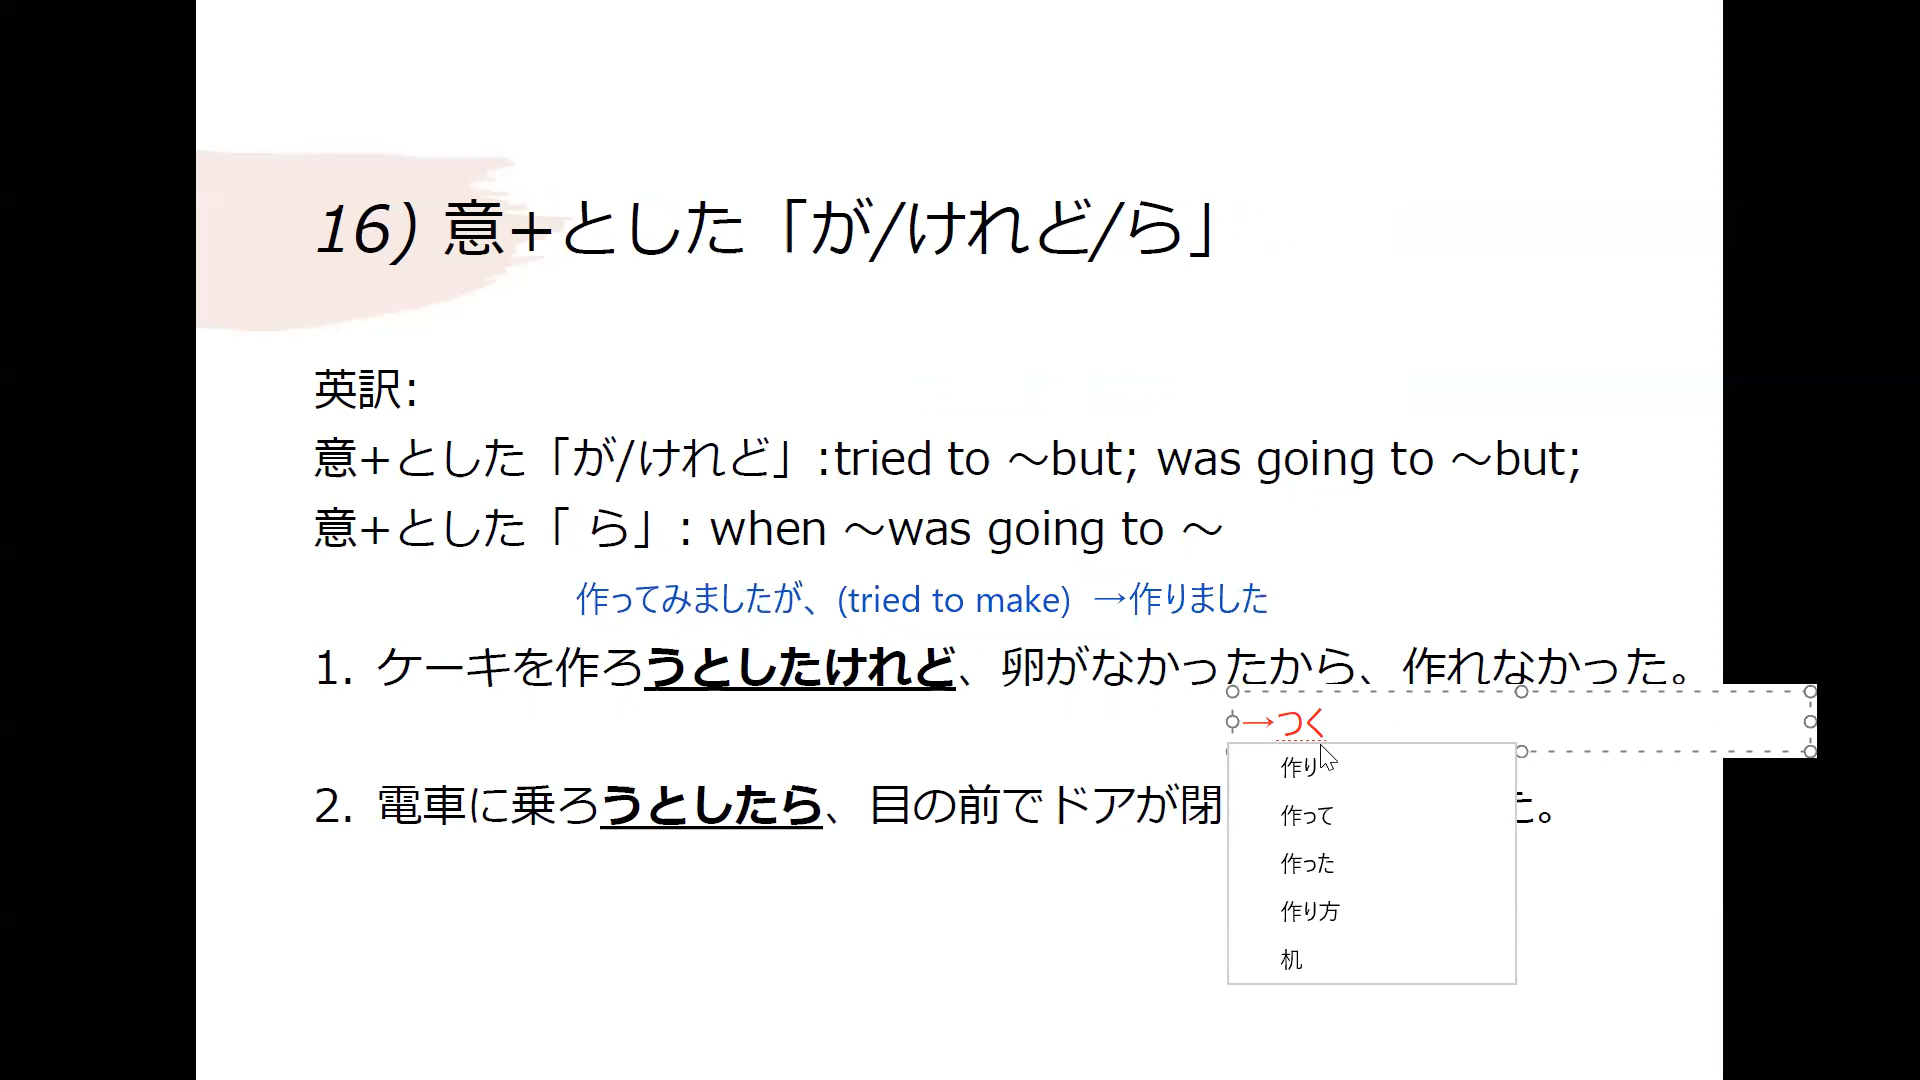 16) 意+とした「が/けれど/ら」
英訳:
意+とした「が/けれど」:tried to ～but; was going to ～but;
意+とした「 ら」: when ～was going to ～
作ってみましたが、(tried to make) →作りました
1. ケーキを作ろうとしたけれど、卵がなかったから、作れなかった。
→つく
作り
作って
作った
作り方
机
2. 電車に乗ろうとしたら、目の前でドアが閉 た。